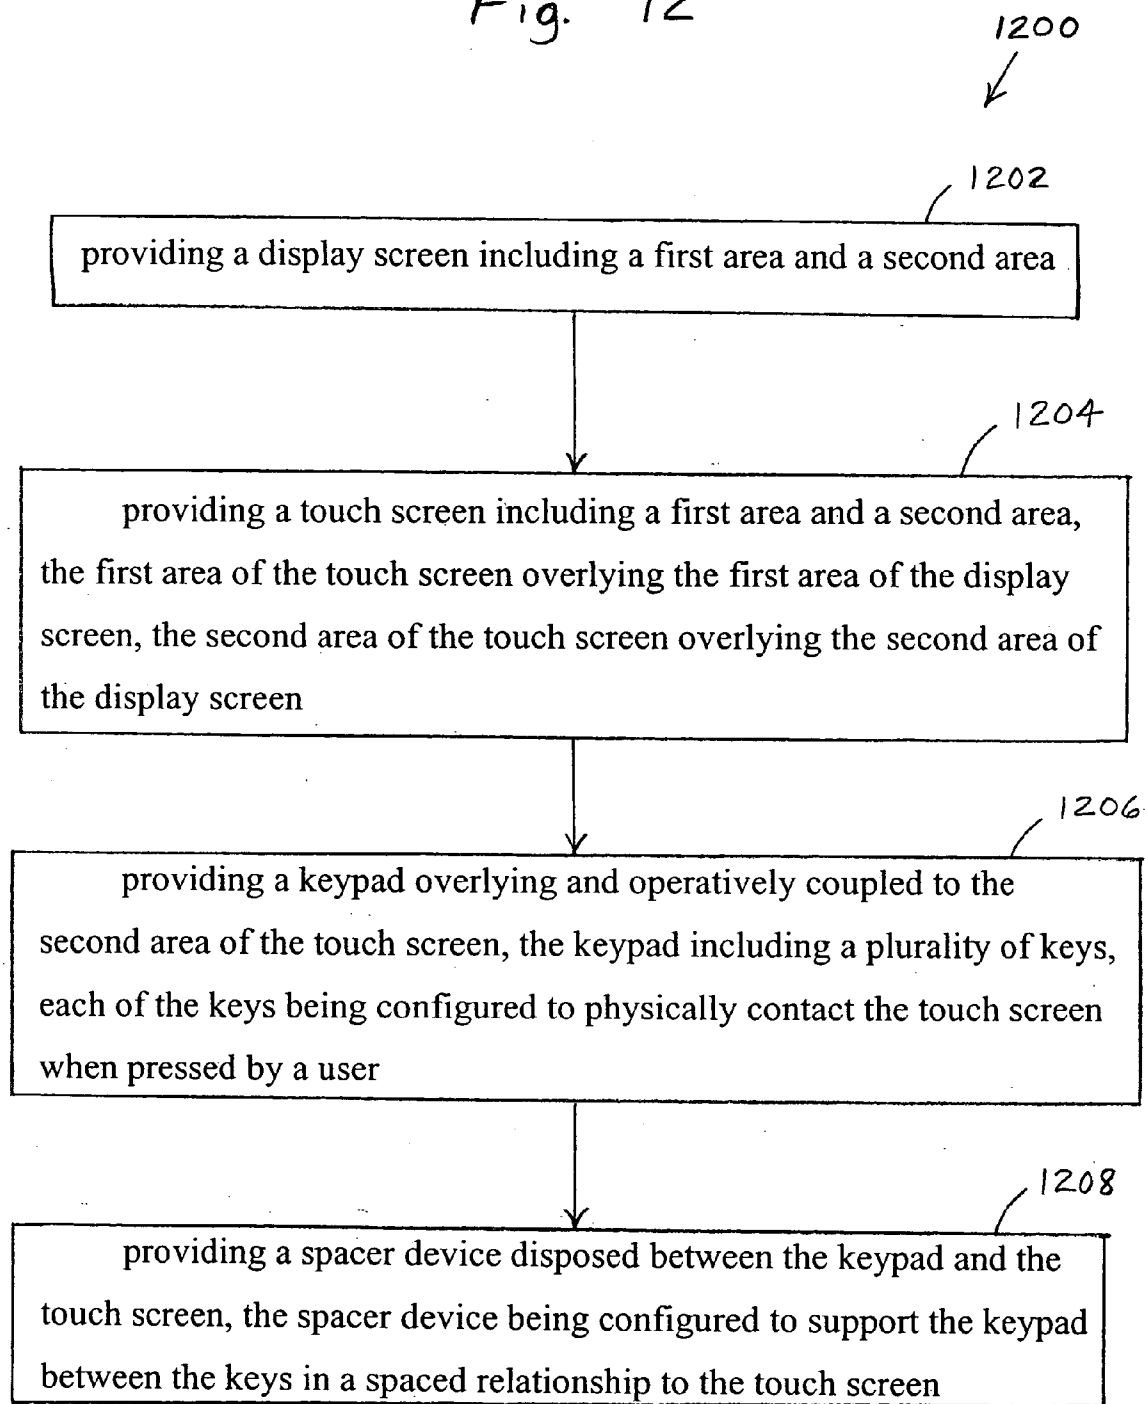 Fig. 12
1200
1202
providing a display screen including a first area and a second area
1204
providing a touch screen including a first area and a second area,
the first area of the touch screen overlying the first area of the display
screen, the second area of the touch screen overlying the second area of
the display screen
1206
providing a keypad overlying and operatively coupled to the
second area of the touch screen, the keypad including a plurality of keys,
each of the keys being configured to physically contact the touch screen
when pressed by a user
1208
providing a spacer device disposed between the keypad and the
touch screen, the spacer device being configured to support the keypad
between the keys in a spaced relationship to the touch screen